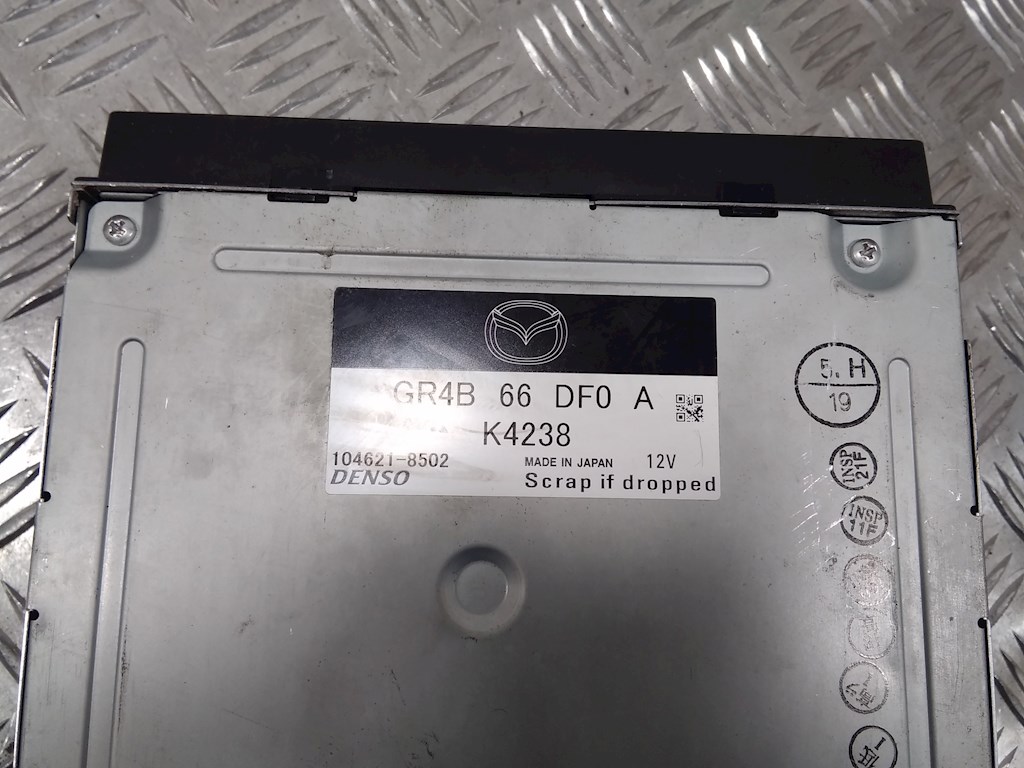 GR4B 66 DF0 A
K4238
104621-8502 MADE IN JAPAN 12V
DENSO Scrap if dropped
5. H
19
INSP
21F
INSP
11F